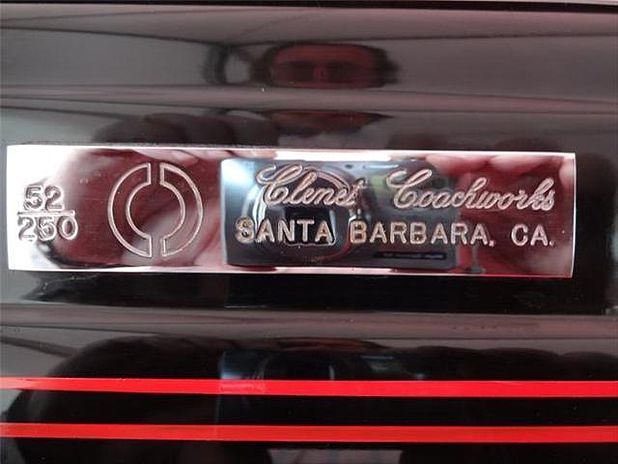 52
250
Clenet Coachworks
SANTA BARBARA, CA.